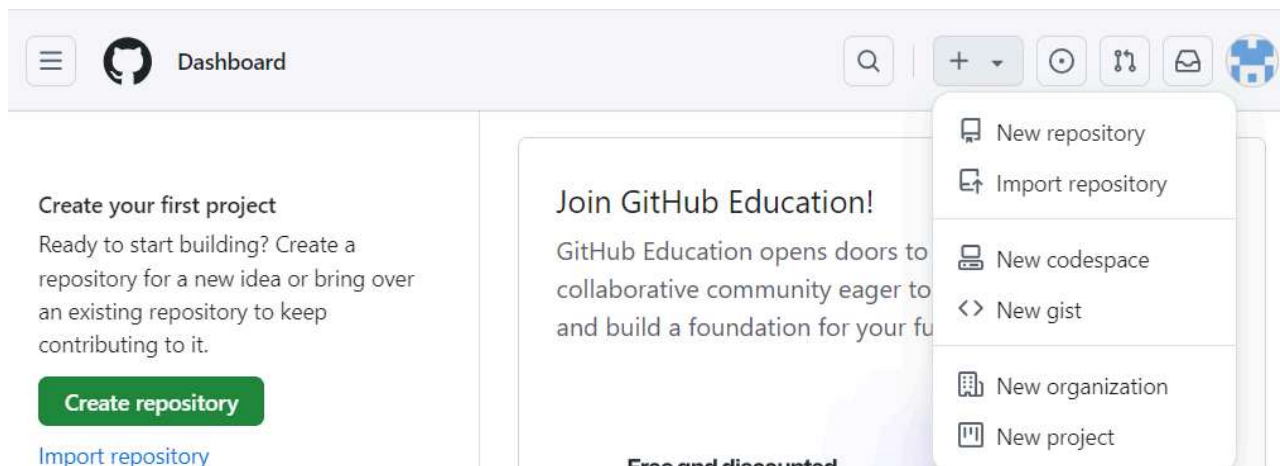 Dashboard
New repository
Import repository
New codespace
New gist
New organization
New project
Create your first project
Ready to start building? Create a
repository for a new idea or bring over
an existing repository to keep
contributing to it.
Create repository
Import repository
Join GitHub Education!
GitHub Education opens doors to
collaborative community eager to
and build a foundation for your fu
Free and discounted